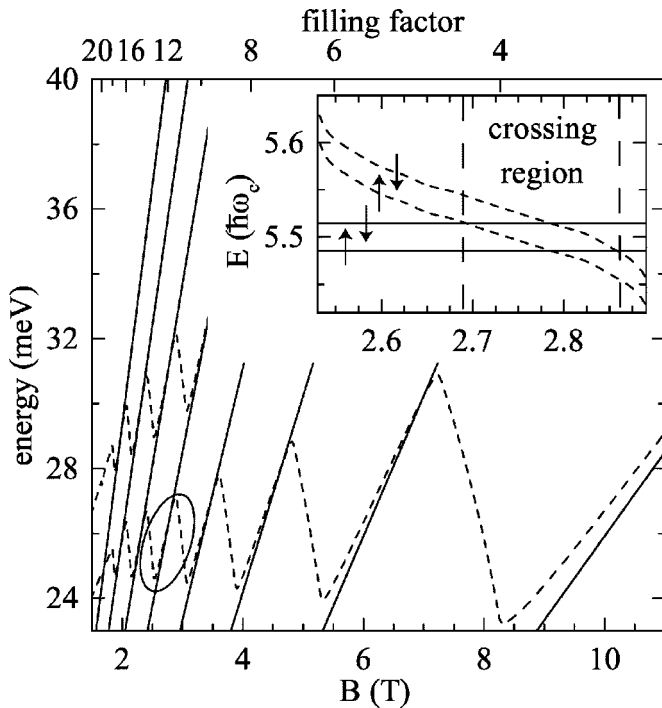 filling factor
20 16 12 8 6 4
40
36
32
28
24
energy (meV)
2 4 6 8 10
B (T)
5.6
5.5
E (ħω_c)
crossing
region
2.6 2.7 2.8